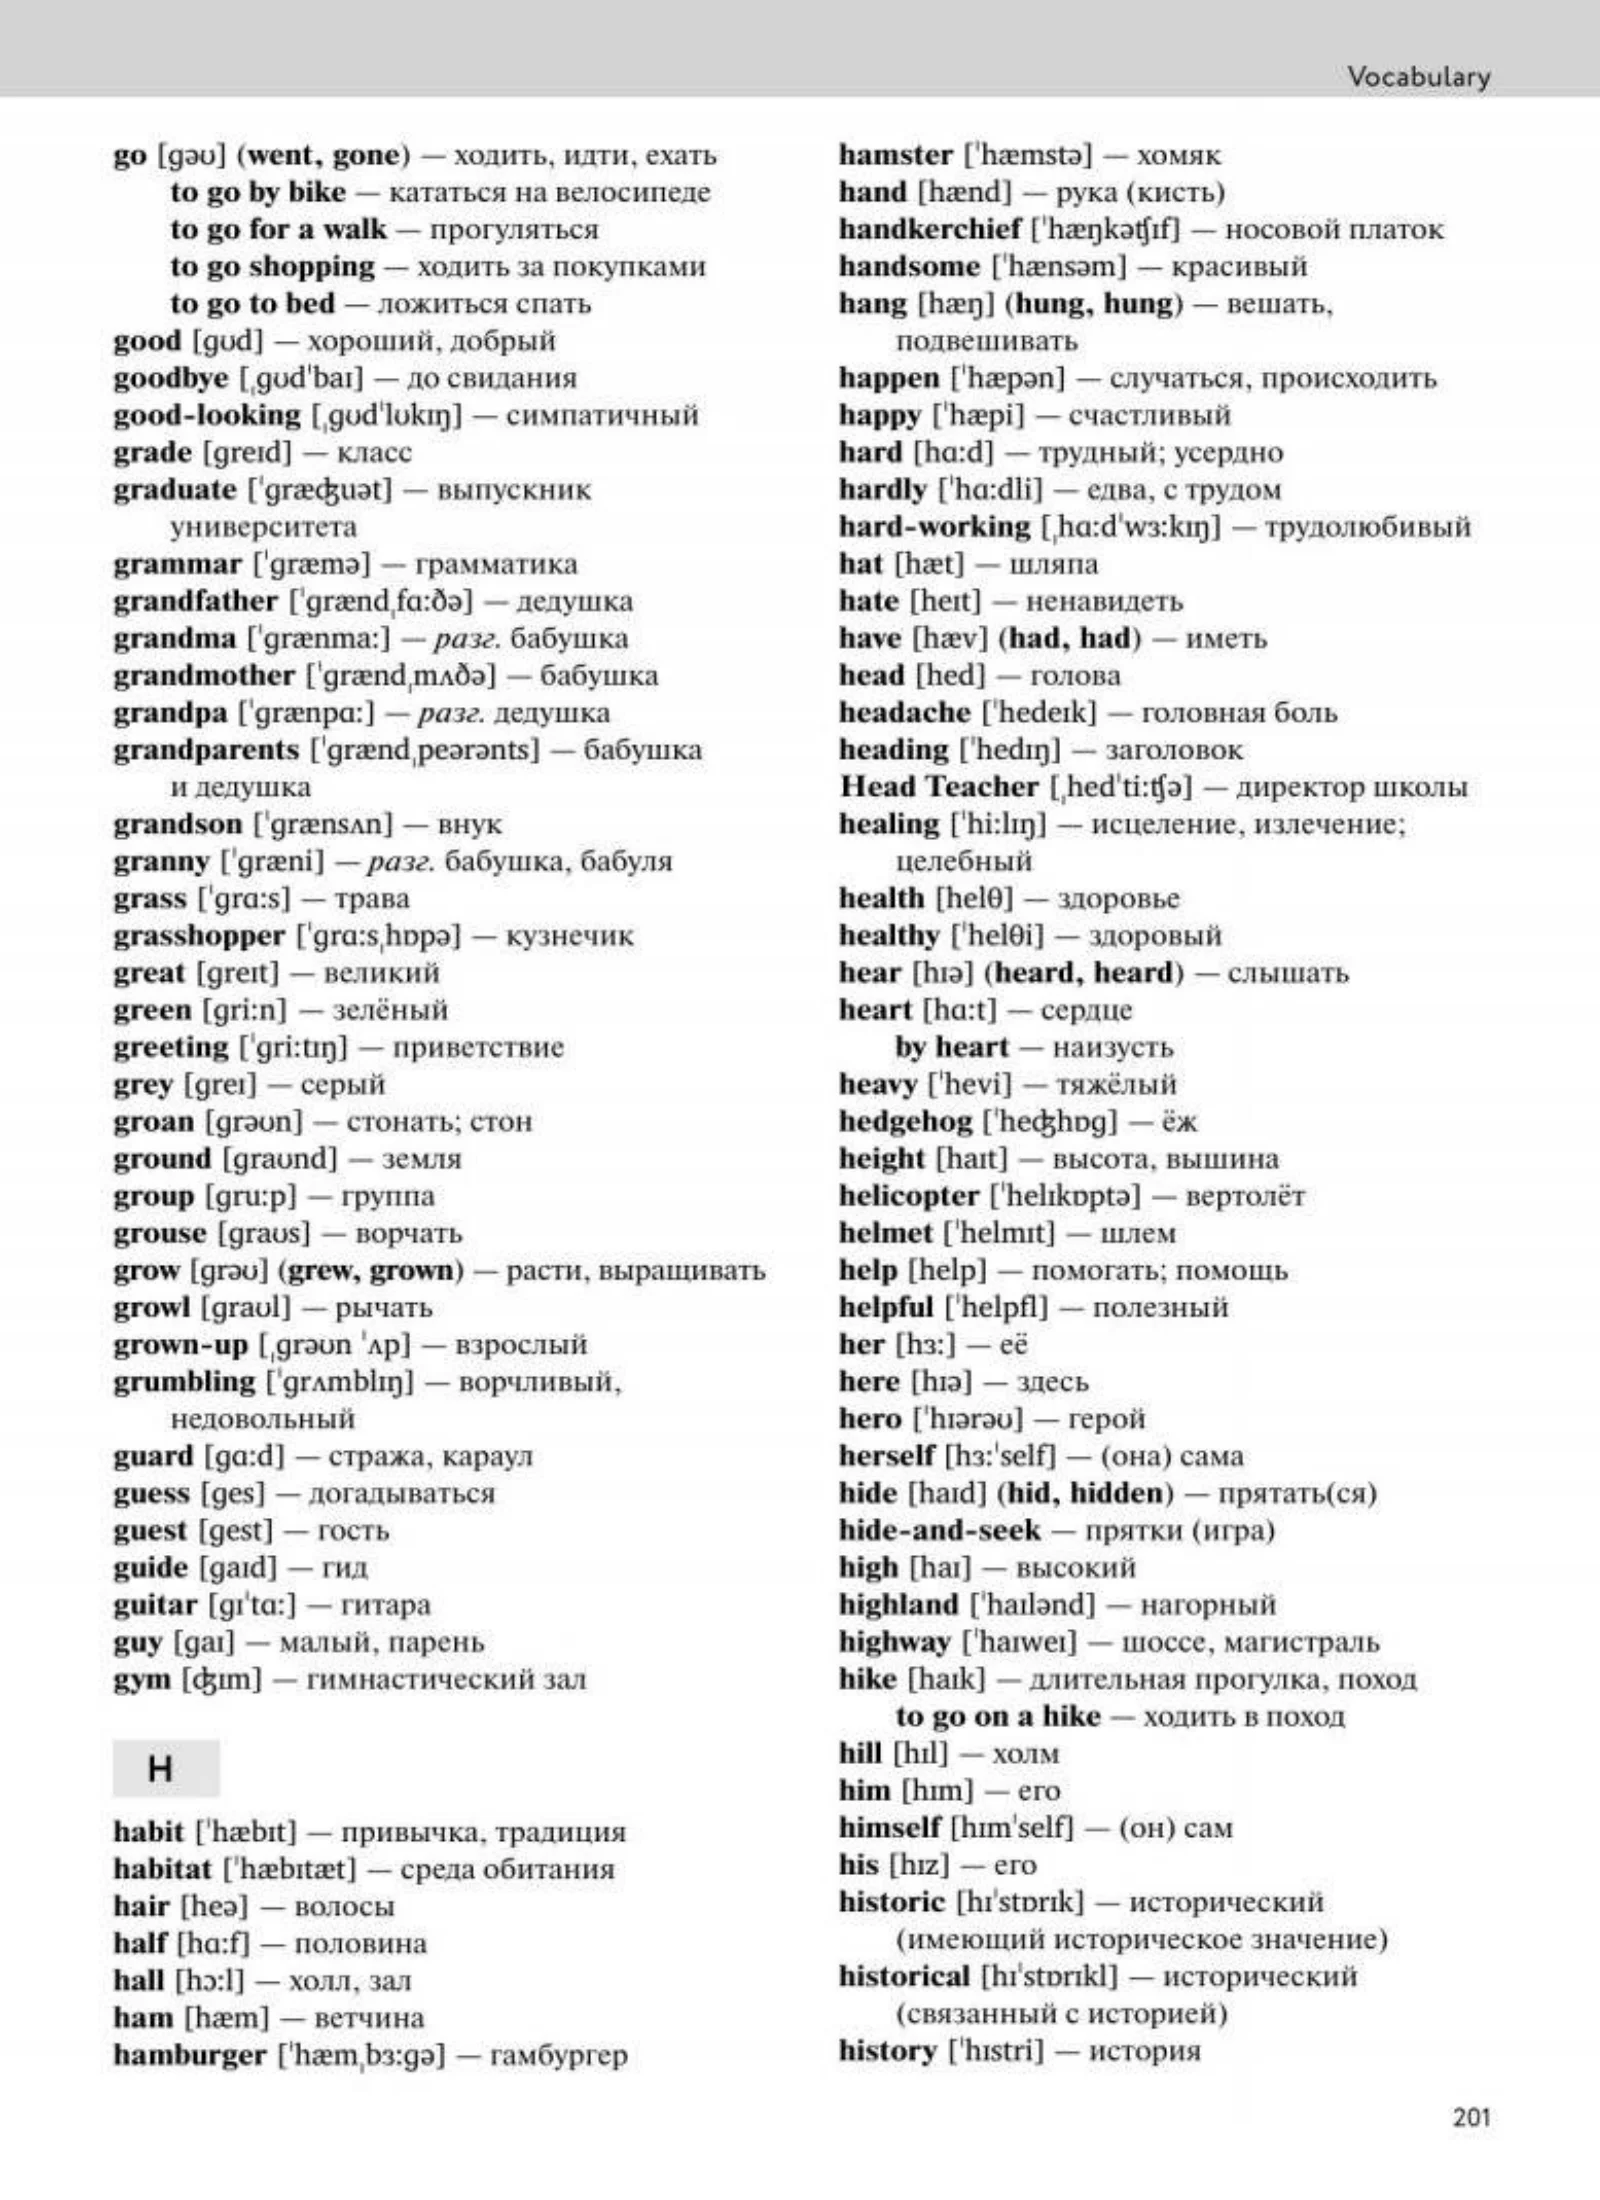 Vocabulary
go [gəʊ] (went, gone) — ходить, идти, ехать
to go by bike — кататься на велосипеде
to go for a walk — прогуляться
to go shopping — ходить за покупками
to go to bed — ложиться спать
good [gʊd] — хороший, добрый
goodbye [ˌgʊd'baɪ] — до свидания
good-looking [ˌgʊd'lʊkɪŋ] — симпатичный
grade [greɪd] — класс
graduate ['grædʒuət] — выпускник
университета
grammar ['græmə] — грамматика
grandfather ['grændˌfɑ:ðə] — дедушка
grandma ['grænma:] — разг. бабушка
grandmother ['grændˌmʌðə] — бабушка
grandpa ['grænpɑ:] — разг. дедушка
grandparents ['grændˌpeərənts] — бабушка
и дедушка
grandson ['grænsʌn] — внук
granny ['græni] — разг. бабушка, бабуля
grass ['grɑ:s] — трава
grasshopper ['grɑ:sˌhɒpə] — кузнечик
great [greɪt] — великий
green [gri:n] — зелёный
greeting ['gri:tɪŋ] — приветствие
grey [greɪ] — серый
groan [grəʊn] — стонать; стон
ground [graʊnd] — земля
group [gru:p] — группа
grouse [graʊs] — ворчать
grow [grəʊ] (grew, grown) — расти, выращивать
growl [graʊl] — рычать
grown-up [ˌgrəʊn 'ʌp] — взрослый
grumbling ['grʌmblɪŋ] — ворчливый,
недовольный
guard [gɑ:d] — стража, караул
guess [ges] — догадываться
guest [gest] — гость
guide [gaɪd] — гид
guitar [gɪ'tɑ:] — гитара
guy [gaɪ] — малый, парень
gym [dʒɪm] — гимнастический зал
H
habit ['hæbɪt] — привычка, традиция
habitat ['hæbɪtæt] — среда обитания
hair [heə] — волосы
half [hɑ:f] — половина
hall [hɔ:l] — холл, зал
ham [hæm] — ветчина
hamburger ['hæmˌbɜ:gə] — гамбургер
hamster ['hæmstə] — хомяк
hand [hænd] — рука (кисть)
handkerchief ['hæŋkətʃɪf] — носовой платок
handsome ['hænsəm] — красивый
hang [hæŋ] (hung, hung) — вешать,
подвешивать
happen ['hæpən] — случаться, происходить
happy ['hæpi] — счастливый
hard [hɑ:d] — трудный; усердно
hardly ['hɑ:dli] — едва, с трудом
hard-working [ˌhɑ:d'wɜ:kɪŋ] — трудолюбивый
hat [hæt] — шляпа
hate [heɪt] — ненавидеть
have [hæv] (had, had) — иметь
head [hed] — голова
headache ['hedeɪk] — головная боль
heading ['hedɪŋ] — заголовок
Head Teacher [ˌhed'ti:tʃə] — директор школы
healing ['hi:lɪŋ] — исцеление, излечение;
целебный
health [helθ] — здоровье
healthy ['helθi] — здоровый
hear [hɪə] (heard, heard) — слышать
heart [hɑ:t] — сердце
by heart — наизусть
heavy ['hevi] — тяжёлый
hedgehog ['hedʒhɒg] — ёж
height [haɪt] — высота, вышина
helicopter ['helɪkɒptə] — вертолёт
helmet ['helmɪt] — шлем
help [help] — помогать; помощь
helpful ['helpfl] — полезный
her [hɜ:] — её
here [hɪə] — здесь
hero ['hɪərəʊ] — герой
herself [hɜ:'self] — (она) сама
hide [haɪd] (hid, hidden) — прятать(ся)
hide-and-seek — прятки (игра)
high [haɪ] — высокий
highland ['haɪlənd] — нагорный
highway ['haɪweɪ] — шоссе, магистраль
hike [haɪk] — длительная прогулка, поход
to go on a hike — ходить в поход
hill [hɪl] — холм
him [hɪm] — его
himself [hɪm'self] — (он) сам
his [hɪz] — его
historic [hɪ'stɒrɪk] — исторический
(имеющий историческое значение)
historical [hɪ'stɒrɪkl] — исторический
(связанный с историей)
history ['hɪstri] — история
201